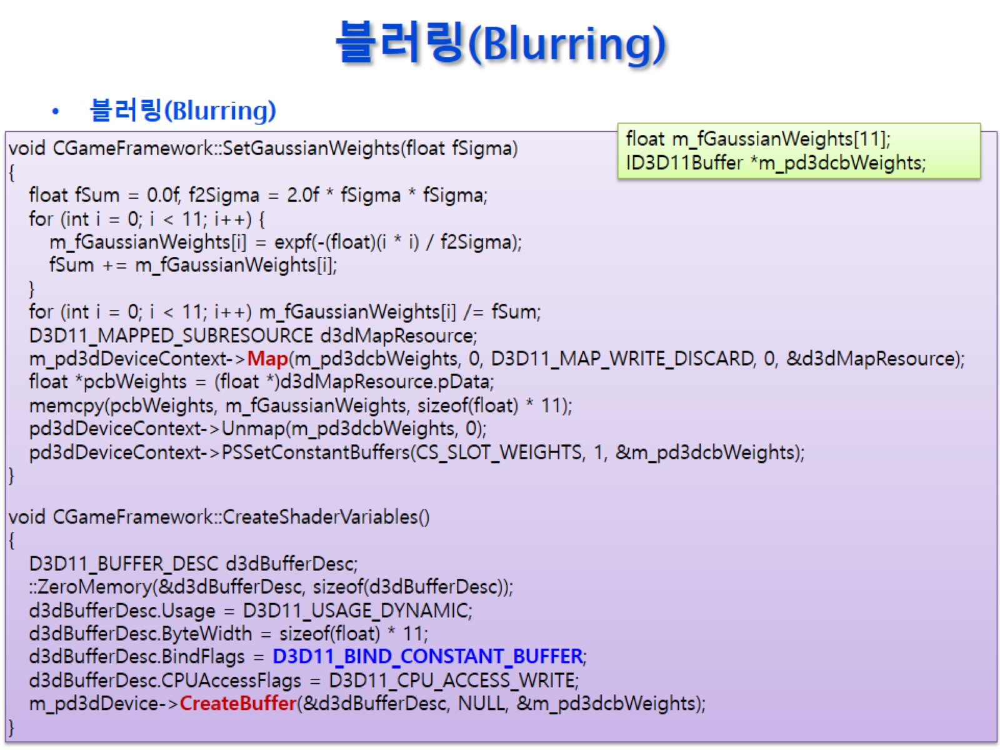 블러링(Blurring)
• 블러링(Blurring)
float m_fGaussianWeights[11];
ID3D11Buffer *m_pd3dcbWeights;
void CGameFramework::SetGaussianWeights(float fSigma)
{
float fSum = 0.0f, f2Sigma = 2.0f * fSigma * fSigma;
for (int i = 0; i < 11; i++) {
m_fGaussianWeights[i] = expf(-(float)(i * i) / f2Sigma);
fSum += m_fGaussianWeights[i];
}
for (int i = 0; i < 11; i++) m_fGaussianWeights[i] /= fSum;
D3D11_MAPPED_SUBRESOURCE d3dMapResource;
m_pd3dDeviceContext->Map(m_pd3dcbWeights, 0, D3D11_MAP_WRITE_DISCARD, 0, &d3dMapResource);
float *pcbWeights = (float *)d3dMapResource.pData;
memcpy(pcbWeights, m_fGaussianWeights, sizeof(float) * 11);
pd3dDeviceContext->Unmap(m_pd3dcbWeights, 0);
pd3dDeviceContext->PSSetConstantBuffers(CS_SLOT_WEIGHTS, 1, &m_pd3dcbWeights);
}
void CGameFramework::CreateShaderVariables()
{
D3D11_BUFFER_DESC d3dBufferDesc;
::ZeroMemory(&d3dBufferDesc, sizeof(d3dBufferDesc));
d3dBufferDesc.Usage = D3D11_USAGE_DYNAMIC;
d3dBufferDesc.ByteWidth = sizeof(float) * 11;
d3dBufferDesc.BindFlags = D3D11_BIND_CONSTANT_BUFFER;
d3dBufferDesc.CPUAccessFlags = D3D11_CPU_ACCESS_WRITE;
m_pd3dDevice->CreateBuffer(&d3dBufferDesc, NULL, &m_pd3dcbWeights);
}